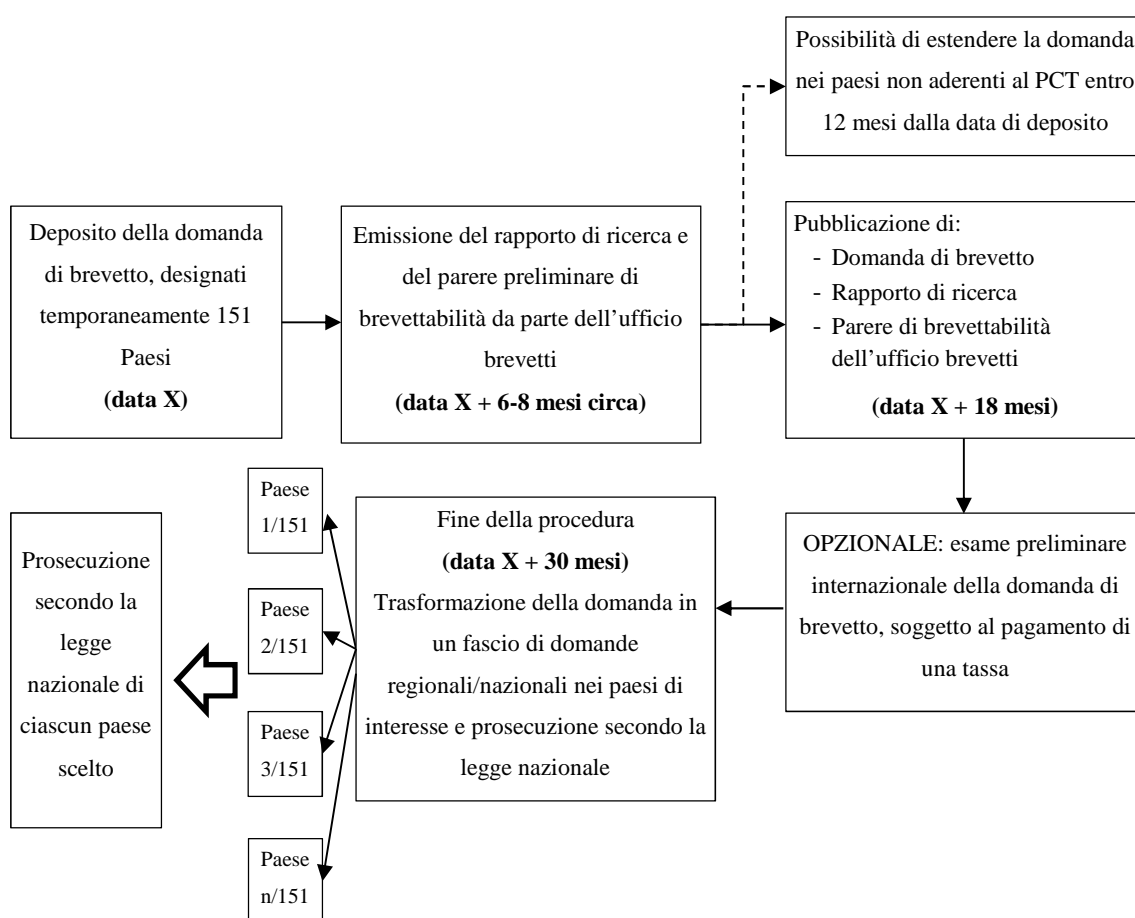 Possibilità di estendere la domanda
nei paesi non aderenti al PCT entro
12 mesi dalla data di deposito
Deposito della domanda
di brevetto, designati
temporaneamente 151
Paesi
(data X)
Emissione del rapporto di ricerca e
del parere preliminare di
brevettabilità da parte dell’ufficio
brevetti
(data X + 6-8 mesi circa)
Pubblicazione di:
- Domanda di brevetto
- Rapporto di ricerca
- Parere di brevettabilità
dell’ufficio brevetti
(data X + 18 mesi)
OPZIONALE: esame preliminare
internazionale della domanda di
brevetto, soggetto al pagamento di
una tassa
Fine della procedura
(data X + 30 mesi)
Trasformazione della domanda in
un fascio di domande
regionali/nazionali nei paesi di
interesse e prosecuzione secondo la
legge nazionale
Paese
1/151
Paese
2/151
Paese
3/151
Paese
n/151
Prosecuzione
secondo la
legge
nazionale di
ciascun paese
scelto